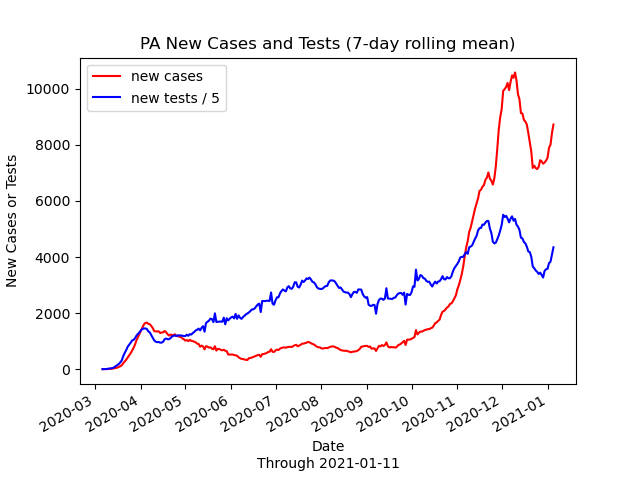 PA New Cases and Tests (7-day rolling mean)
new cases
new tests / 5
New Cases or Tests
10000
8000
6000
4000
2000
0
2020-03
2020-04
2020-05
2020-06
2020-07
2020-08
2020-09
2020-10
2020-11
2020-12
2021-01
Date
Through 2021-01-11